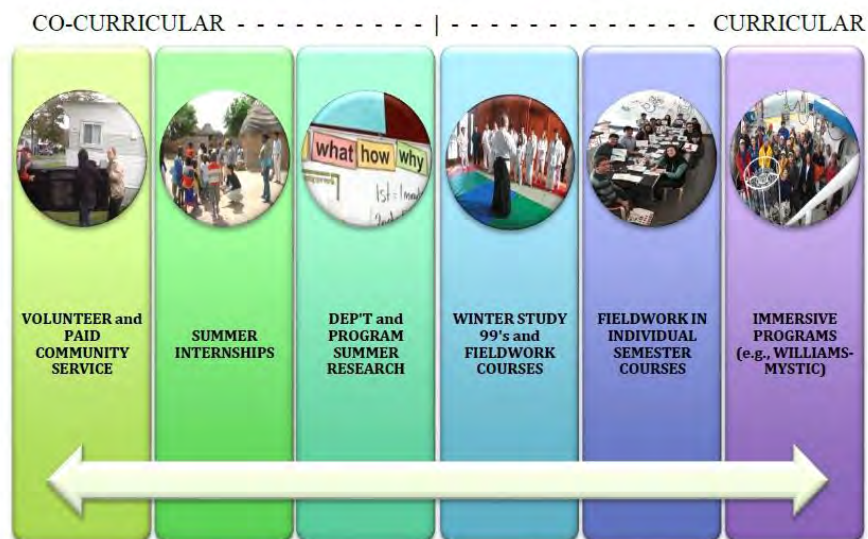 CO-CURRICULAR - - - - - - - - - - | - - - - - - - - - - - - - CURRICULAR
what how why
VOLUNTEER and
PAID
COMMUNITY
SERVICE
SUMMER
INTERNSHIPS
DEP'T and
PROGRAM
SUMMER
RESEARCH
WINTER STUDY
99's and
FIELDWORK
COURSES
FIELDWORK IN
INDIVIDUAL
SEMESTER
COURSES
IMMERSIVE
PROGRAMS
(e.g., WILLIAMS-
MYSTIC)